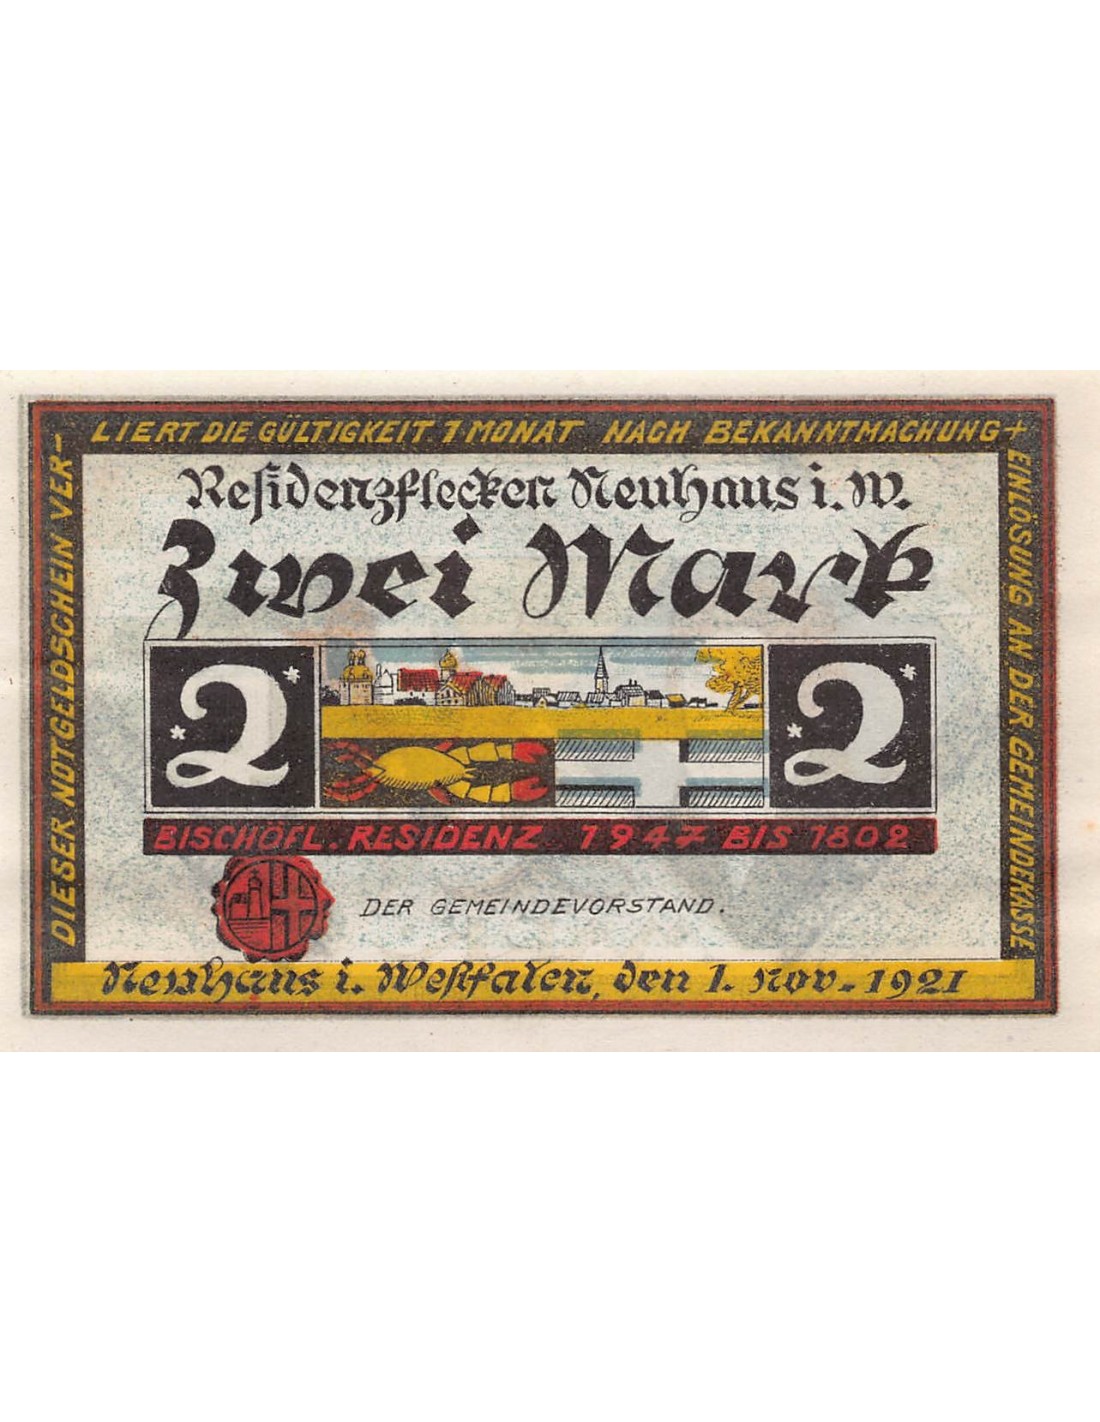 DIESER NOTGELDSCHEIN VER-
LIERT DIE GÜLTIGKEIT 1 MONAT NACH BEKANNTMACHUNG +
EINLÖSUNG AN DER GEMEINDEKASSE
Residenzflecken Neuhaus i. W.
Zwei Mark
2 2
BISCHÖFL. RESIDENZ 1947 BIS 1802
DER GEMEINDEVORSTAND.
Neuhaus i. Westfalen, den 1. Nov. 1921